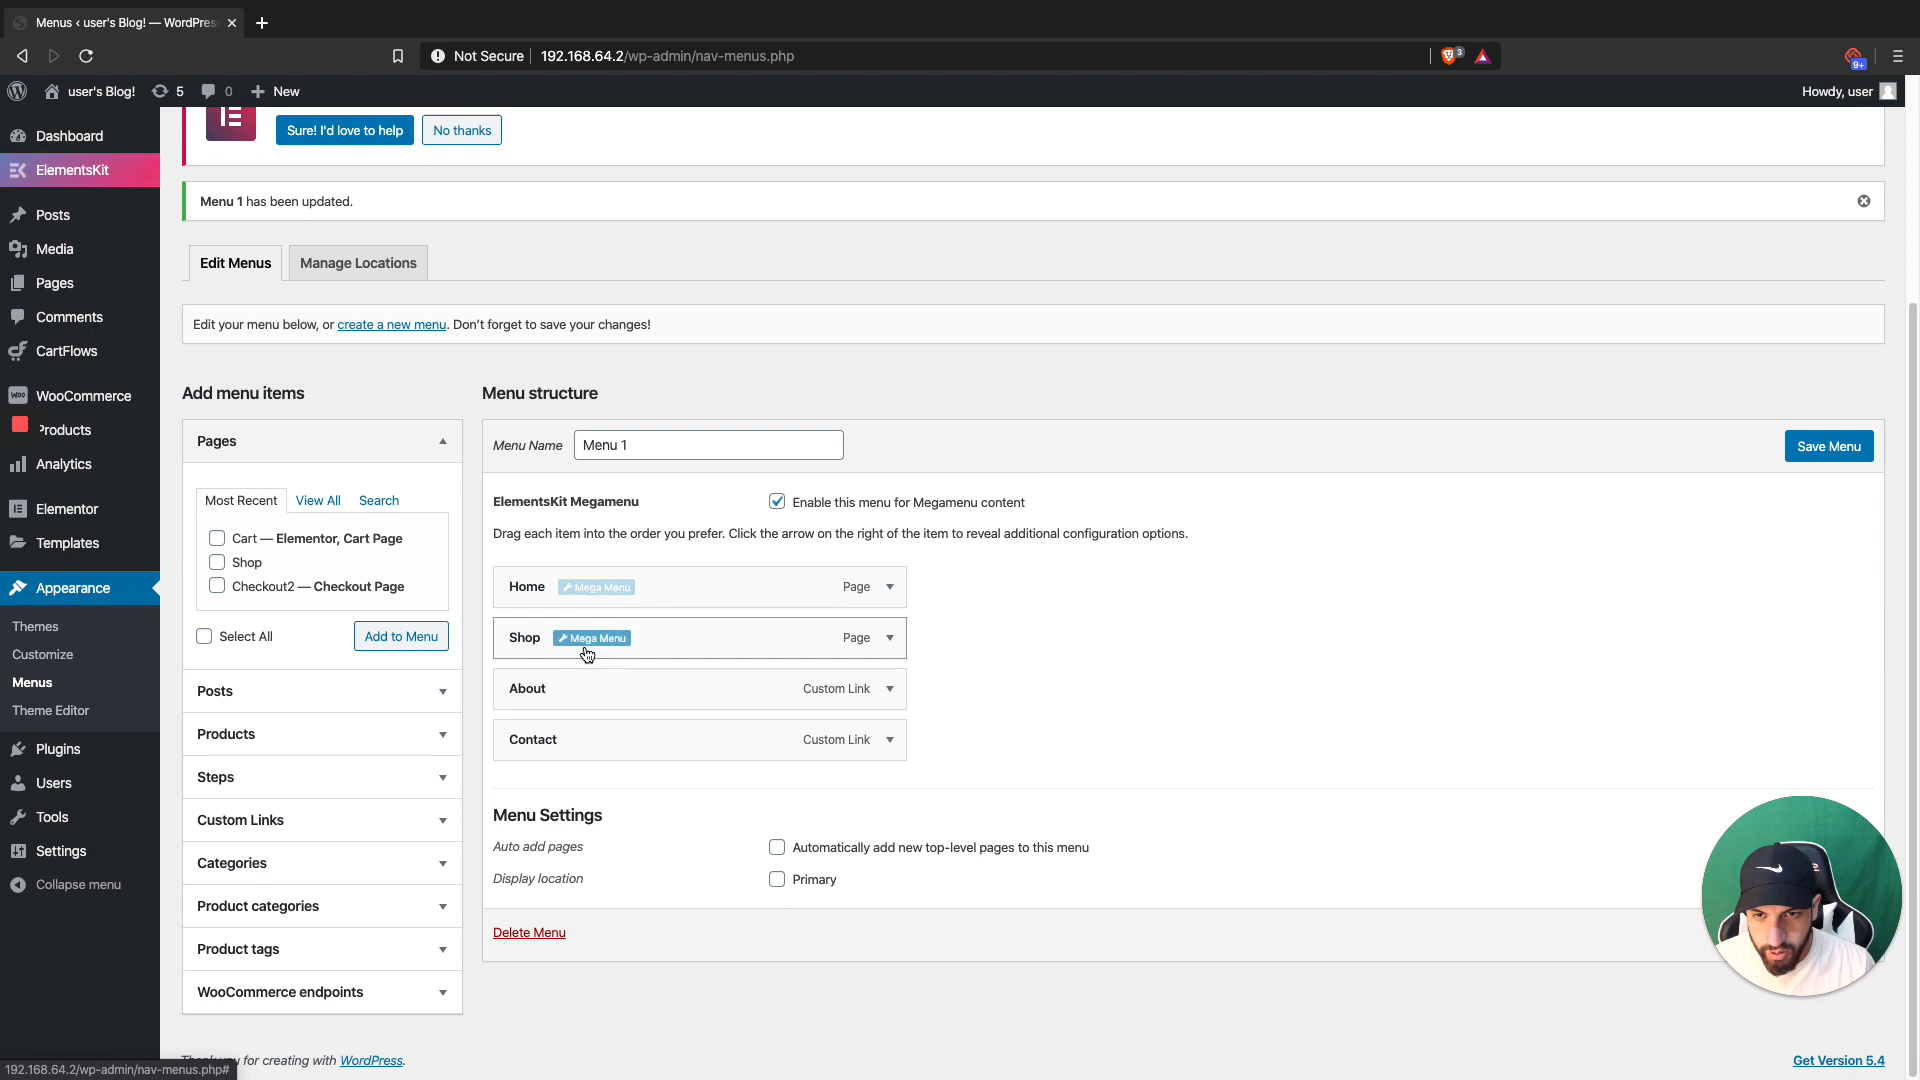 Menus ‹ user's Blog! — WordPres
Not Secure 192.168.64.2/wp-admin/nav-menus.php
3
9+
user's Blog! 5 0 New
Howdy, user
Dashboard
ElementsKit
Posts
Media
Pages
Comments
CartFlows
WooCommerce
Products
Analytics
Elementor
Templates
Appearance
Themes
Customize
Menus
Theme Editor
Plugins
Users
Tools
Settings
Collapse menu
Sure! I'd love to help No thanks
Menu 1 has been updated.
Edit Menus Manage Locations
Edit your menu below, or create a new menu. Don't forget to save your changes!
Add menu items
Pages
Most Recent View All Search
Cart — Elementor, Cart Page
Shop
Checkout2 — Checkout Page
Select All Add to Menu
Posts
Products
Steps
Custom Links
Categories
Product categories
Product tags
WooCommerce endpoints
Menu structure
Menu Name Menu 1 Save Menu
ElementsKit Megamenu Enable this menu for Megamenu content
Drag each item into the order you prefer. Click the arrow on the right of the item to reveal additional configuration options.
Home Mega Menu Page
Shop Mega Menu Page
About Custom Link
Contact Custom Link
Menu Settings
Auto add pages Automatically add new top-level pages to this menu
Display location Primary
Delete Menu
for creating with WordPress.
Get Version 5.4
192.168.64.2/wp-admin/nav-menus.php#